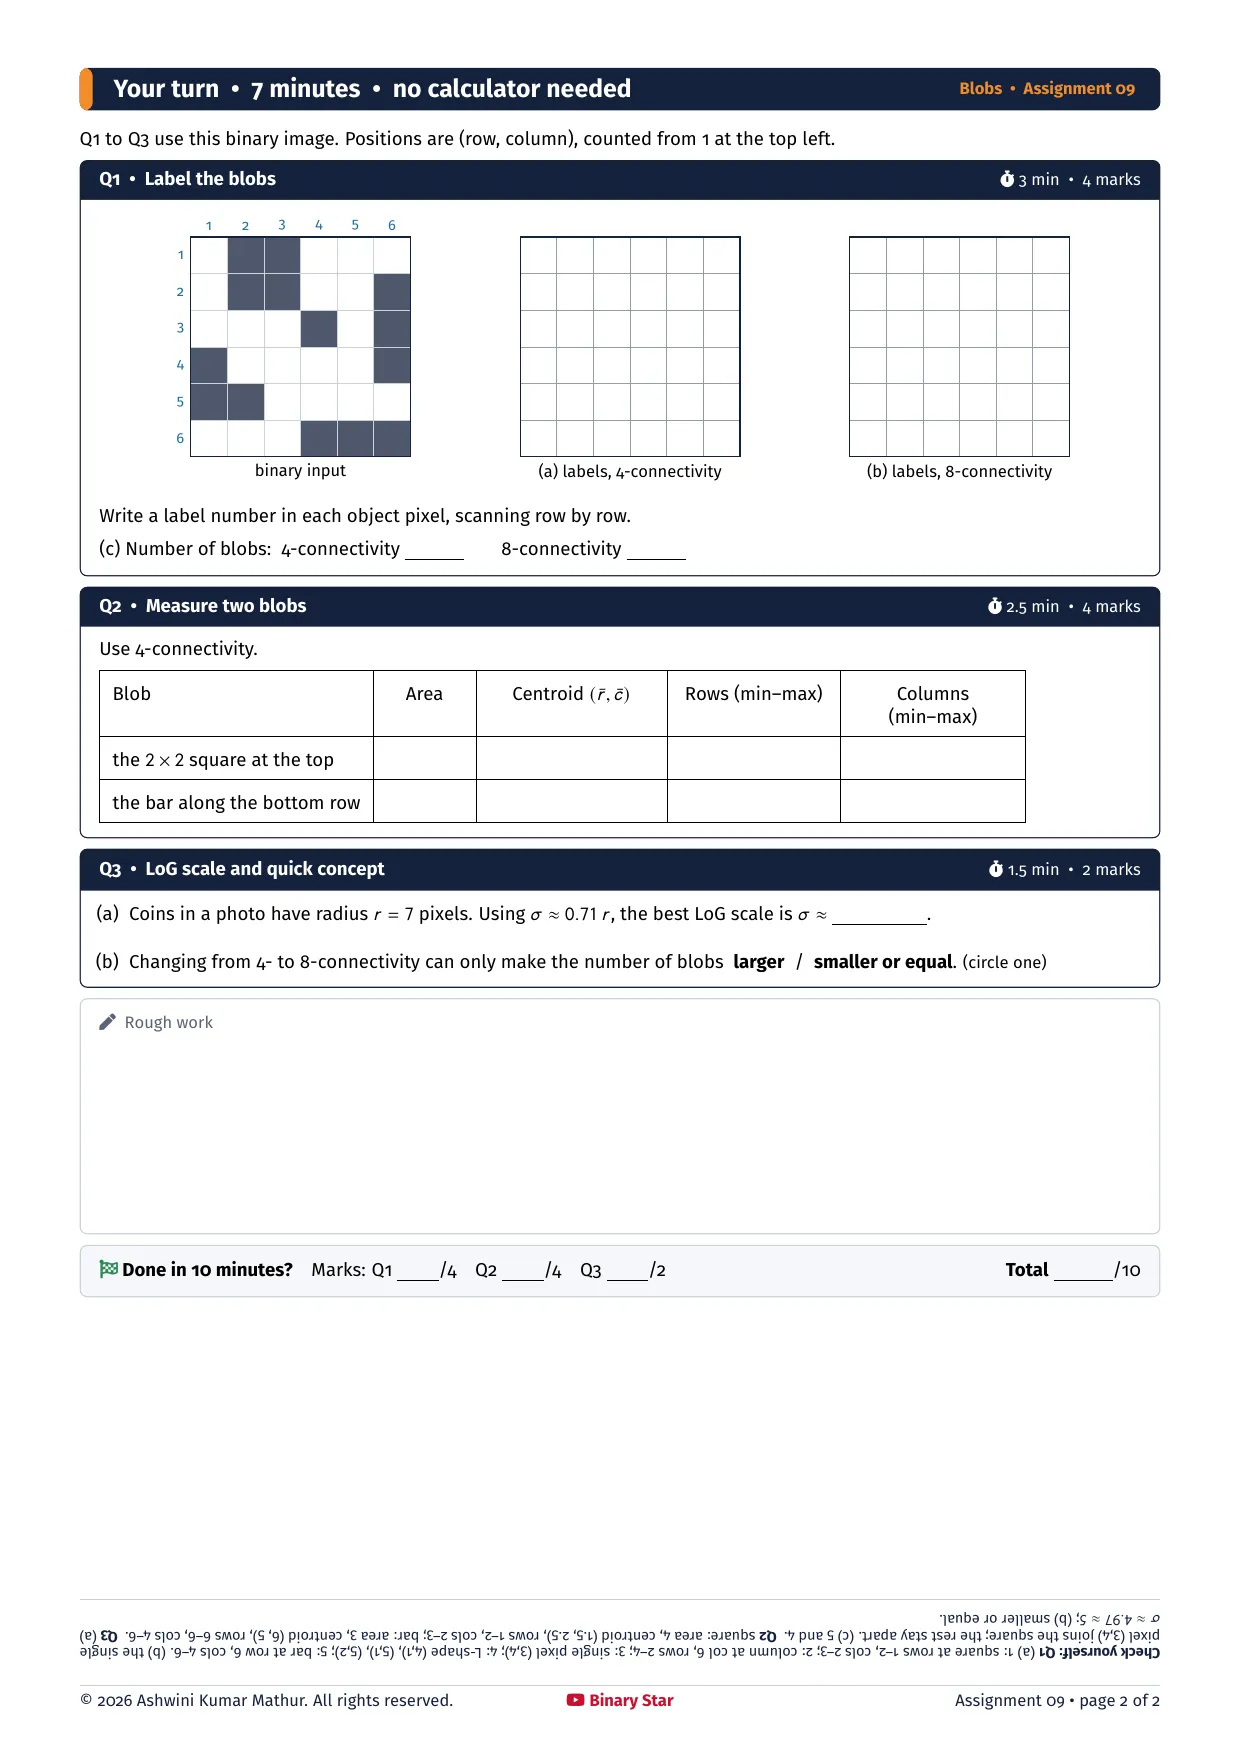 Your turn • 7 minutes • no calculator needed
Blobs • Assignment 09
Q1 to Q3 use this binary image. Positions are (row, column), counted from 1 at the top left.
Q1 • Label the blobs
3 min • 4 marks
1 2 3 4 5 6
1
2
3
4
5
6
binary input
(a) labels, 4-connectivity
(b) labels, 8-connectivity
Write a label number in each object pixel, scanning row by row.
(c) Number of blobs: 4-connectivity ______ 8-connectivity ______
Q2 • Measure two blobs
2.5 min • 4 marks
Use 4-connectivity.
Blob Area Centroid (r̄, c̄) Rows (min–max) Columns
(min–max)
the 2 × 2 square at the top
the bar along the bottom row
Q3 • LoG scale and quick concept
1.5 min • 2 marks
(a) Coins in a photo have radius r = 7 pixels. Using σ ≈ 0.71 r, the best LoG scale is σ ≈ _________.
(b) Changing from 4- to 8-connectivity can only make the number of blobs larger / smaller or equal. (circle one)
Rough work
Done in 10 minutes? Marks: Q1 ____/4 Q2 ____/4 Q3 ____/2
Total ______/10
Check yourself: Q1 (a) 1: square at rows 1–2, cols 2–3; 2: column at col 6, rows 2–4; 3: single pixel (3,4); 4: L-shape (4,1), (5,1), (5,2); 5: bar at row 6, cols 4–6. (b) the single
pixel (3,4) joins the square; the rest stay apart. (c) 5 and 4. Q2 square: area 4, centroid (1.5, 2.5), rows 1–2, cols 2–3; bar: area 3, centroid (6, 5), rows 6–6, cols 4–6. Q3 (a)
σ ≈ 4.97 ≈ 5; (b) smaller or equal.
© 2026 Ashwini Kumar Mathur. All rights reserved.
Binary Star
Assignment 09 • page 2 of 2